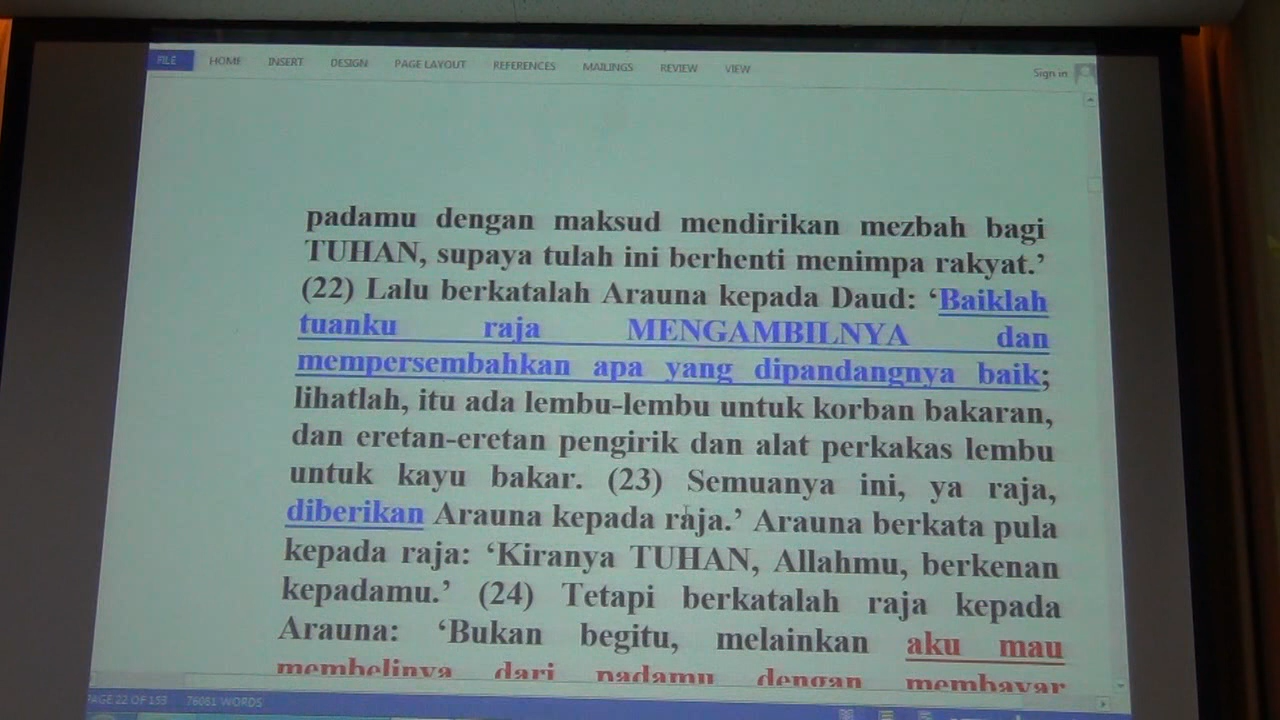 FILE HOME INSERT DESIGN PAGE LAYOUT REFERENCES MAILINGS REVIEW VIEW
Sign in
padamu dengan maksud mendirikan mezbah bagi
TUHAN, supaya tulah ini berhenti menimpa rakyat.’
(22) Lalu berkatalah Arauna kepada Daud: ‘Baiklah
tuanku raja MENGAMBILNYA dan
mempersembahkan apa yang dipandangnya baik;
lihatlah, itu ada lembu-lembu untuk korban bakaran,
dan eretan-eretan pengirik dan alat perkakas lembu
untuk kayu bakar. (23) Semuanya ini, ya raja,
diberikan Arauna kepada raja.’ Arauna berkata pula
kepada raja: ‘Kiranya TUHAN, Allahmu, berkenan
kepadamu.’ (24) Tetapi berkatalah raja kepada
Arauna: ‘Bukan begitu, melainkan aku mau
membelinya dari padamu dengan membayar
PAGE 22 OF 153 76081 WORDS